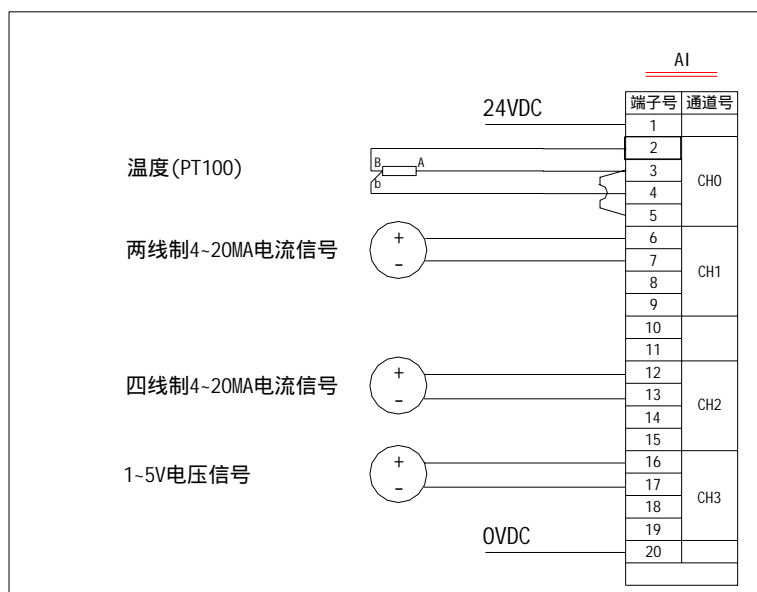 AI
端子号 通道号
24VDC
1
2
温度(PT100)
B A
b
3
CH0
4
5
两线制4~20MA电流信号
+
-
6
7
CH1
8
9
10
11
四线制4~20MA电流信号
+
-
12
13
CH2
14
15
1~5V电压信号
+
-
16
17
CH3
18
19
0VDC
20